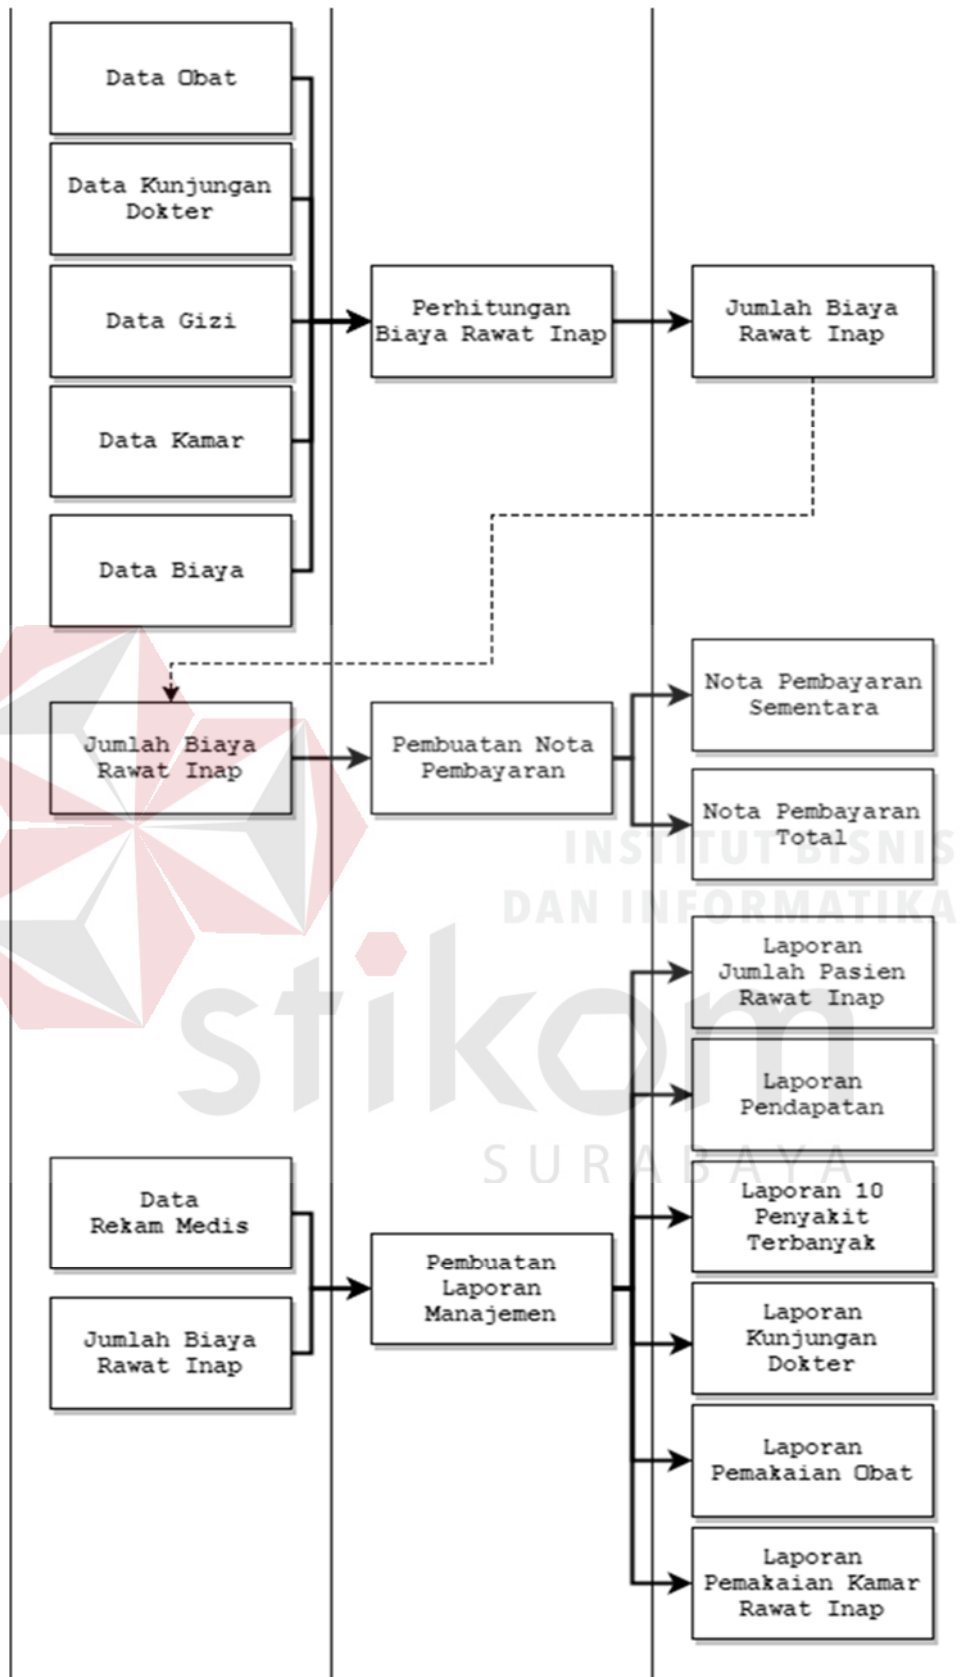 Data Obat
Data Kunjungan
Dokter
Data Gizi
Data Kamar
Data Biaya
Perhitungan
Biaya Rawat Inap
Jumlah Biaya
Rawat Inap
Jumlah Biaya
Rawat Inap
Pembuatan Nota
Pembayaran
Nota Pembayaran
Sementara
Nota Pembayaran
Total
INSTITUT BISNIS
DAN INFORMATIKA
stikom
SURABAYA
Data
Rekam Medis
Jumlah Biaya
Rawat Inap
Pembuatan
Laporan
Manajemen
Laporan
Jumlah Pasien
Rawat Inap
Laporan
Pendapatan
Laporan 10
Penyakit
Terbanyak
Laporan
Kunjungan
Dokter
Laporan
Pemakaian Obat
Laporan
Pemakaian Kamar
Rawat Inap